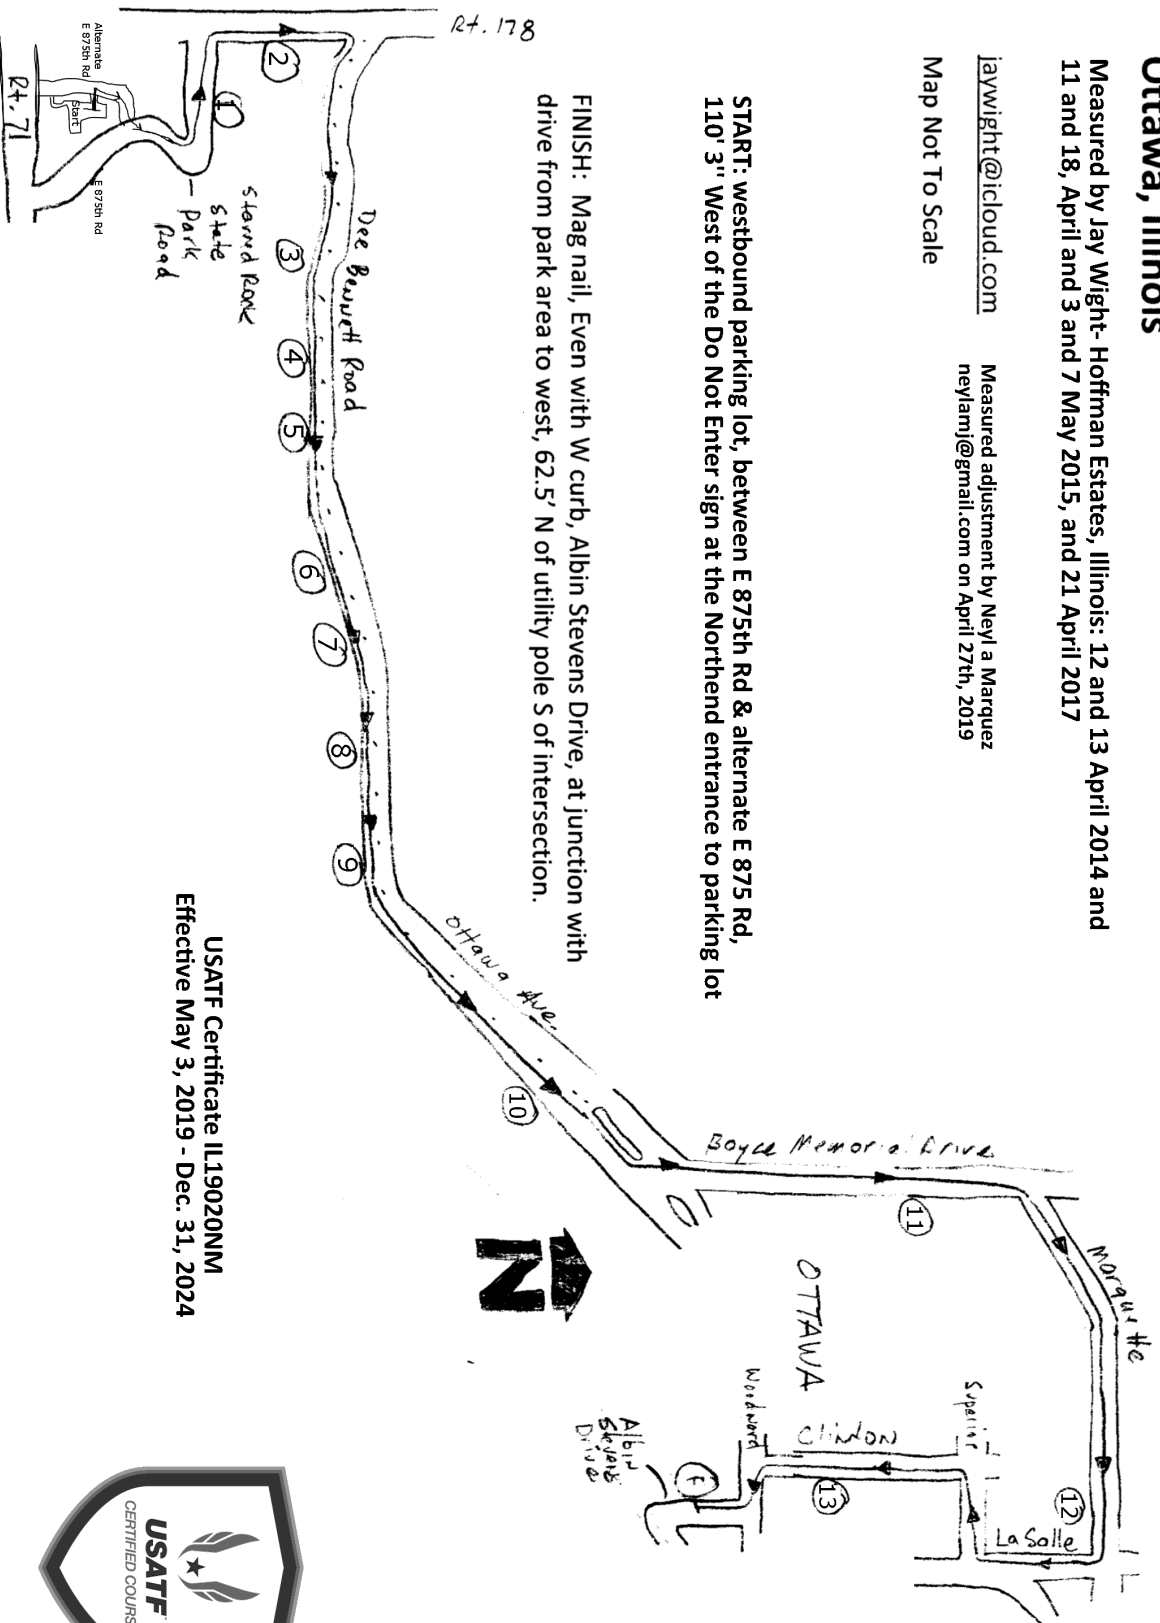 Ottawa, Illinois
Measured by Jay Wight- Hoffman Estates, Illinois: 12 and 13 April 2014 and
11 and 18, April and 3 and 7 May 2015, and 21 April 2017
jaywight@icloud.com
Measured adjustment by Neyl a Marquez
neylamj@gmail.com on April 27th, 2019
Map Not To Scale
START: westbound parking lot, between E 875th Rd & alternate E 875 Rd,
110' 3" West of the Do Not Enter sign at the Northend entrance to parking lot
FINISH: Mag nail, Even with W curb, Albin Stevens Drive, at junction with
drive from park area to west, 62.5' N of utility pole S of intersection.
Rt. 178
Alternate
E 875th Rd
Start
E 875th Rd
Rt. 71
Starved Rock
State
Park
Road
Dee Bennett Road
1
2
3
4
5
6
7
8
9
Ottawa Ave.
10
Boyce Memorial Drive
11
Marquette
12
La Salle
Superior
Clinton
13
Woodward
F
Albin
Stevens
Drive
OTTAWA
N
USATF Certificate IL19020NM
Effective May 3, 2019 - Dec. 31, 2024
USATF
CERTIFIED COURS